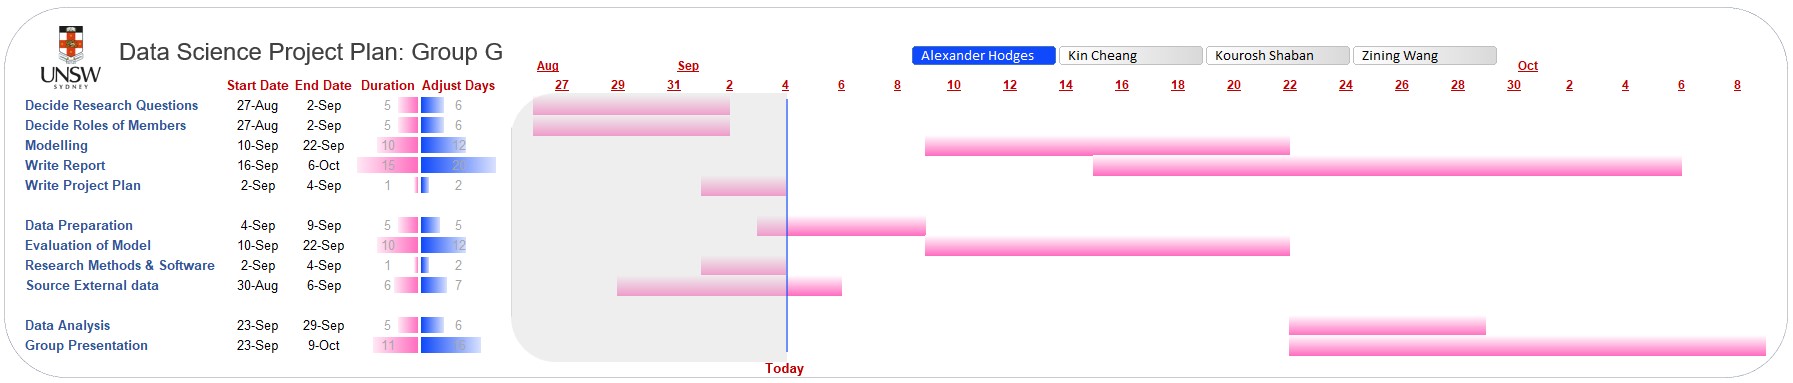 UNSW
SYDNEY
Data Science Project Plan: Group G
Alexander Hodges Kin Cheang Kourosh Shaban Zining Wang
Aug Sep Oct
Start Date End Date Duration Adjust Days 27 29 31 2 4 6 8 10 12 14 16 18 20 22 24 26 28 30 2 4 6 8
Decide Research Questions 27-Aug 2-Sep 5 6
Decide Roles of Members 27-Aug 2-Sep 5 6
Modelling 10-Sep 22-Sep 10 12
Write Report 16-Sep 6-Oct 15 20
Write Project Plan 2-Sep 4-Sep 1 2
Data Preparation 4-Sep 9-Sep 5 5
Evaluation of Model 10-Sep 22-Sep 10 12
Research Methods & Software 2-Sep 4-Sep 1 2
Source External data 30-Aug 6-Sep 6 7
Data Analysis 23-Sep 29-Sep 5 6
Group Presentation 23-Sep 9-Oct 11
Today